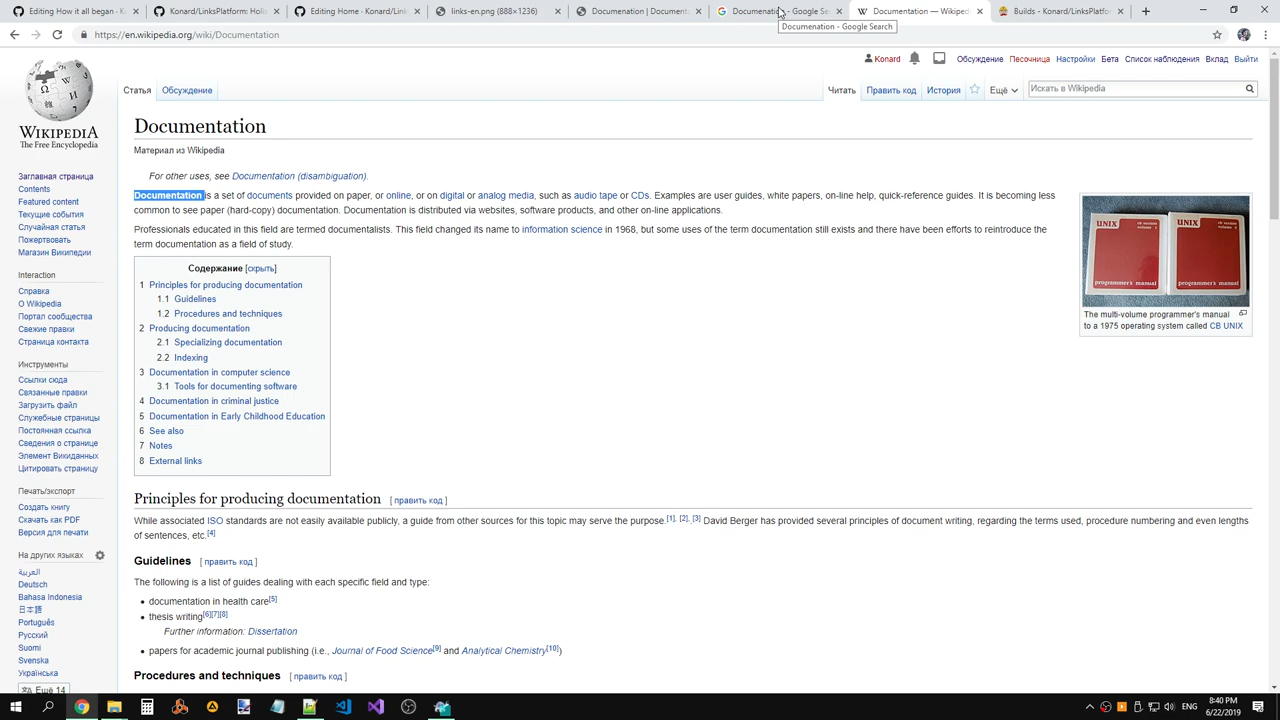 Editing How it all began · Konard
Konard/LinksPlatform: Holi
Editing Home · Konard/Link
links-en.png (888×1236)
Documenation | Documen
Documenation - Google Se
Documentation — Wikiped
Builds - Konard/LinksPlatfo
Documenation - Google Search
https://en.wikipedia.org/wiki/Documentation
Konard
Обсуждение
Песочница
Настройки
Бета
Список наблюдения
Вклад
Выйти
Статья
Обсуждение
Читать
Править код
История
Ещё
Искать в Wikipedia
WIKIPEDIA
The Free Encyclopedia
Заглавная страница
Contents
Featured content
Текущие события
Случайная статья
Пожертвовать
Магазин Википедии
Interaction
Справка
О Wikipedia
Портал сообщества
Свежие правки
Страница контакта
Инструменты
Ссылки сюда
Связанные правки
Загрузить файл
Служебные страницы
Постоянная ссылка
Сведения о странице
Элемент Викиданных
Цитировать страницу
Печать/экспорт
Создать книгу
Скачать как PDF
Версия для печати
На других языках
العربية
Deutsch
Bahasa Indonesia
日本語
Português
Русский
Suomi
Svenska
Українська
Ещё 14
Documentation
Материал из Wikipedia
For other uses, see Documentation (disambiguation).
Documentation is a set of documents provided on paper, or online, or on digital or analog media, such as audio tape or CDs. Examples are user guides, white papers, on-line help, quick-reference guides. It is becoming less
common to see paper (hard-copy) documentation. Documentation is distributed via websites, software products, and other on-line applications.
Professionals educated in this field are termed documentalists. This field changed its name to information science in 1968, but some uses of the term documentation still exists and there have been efforts to reintroduce the
term documentation as a field of study.
UNIX
programmer's manual
UNIX
programmer's manual
The multi-volume programmer's manual
to a 1975 operating system called CB UNIX
Содержание [скрыть]
1 Principles for producing documentation
1.1 Guidelines
1.2 Procedures and techniques
2 Producing documentation
2.1 Specializing documentation
2.2 Indexing
3 Documentation in computer science
3.1 Tools for documenting software
4 Documentation in criminal justice
5 Documentation in Early Childhood Education
6 See also
7 Notes
8 External links
Principles for producing documentation [ править код ]
While associated ISO standards are not easily available publicly, a guide from other sources for this topic may serve the purpose.[1], [2], [3] David Berger has provided several principles of document writing, regarding the terms used, procedure numbering and even lengths
of sentences, etc.[4]
Guidelines [ править код ]
The following is a list of guides dealing with each specific field and type:
• documentation in health care[5]
• thesis writing[6][7][8]
Further information: Dissertation
• papers for academic journal publishing (i.e., Journal of Food Science[9] and Analytical Chemistry[10])
Procedures and techniques [ править код ]
ENG
8:40 PM
6/22/2019